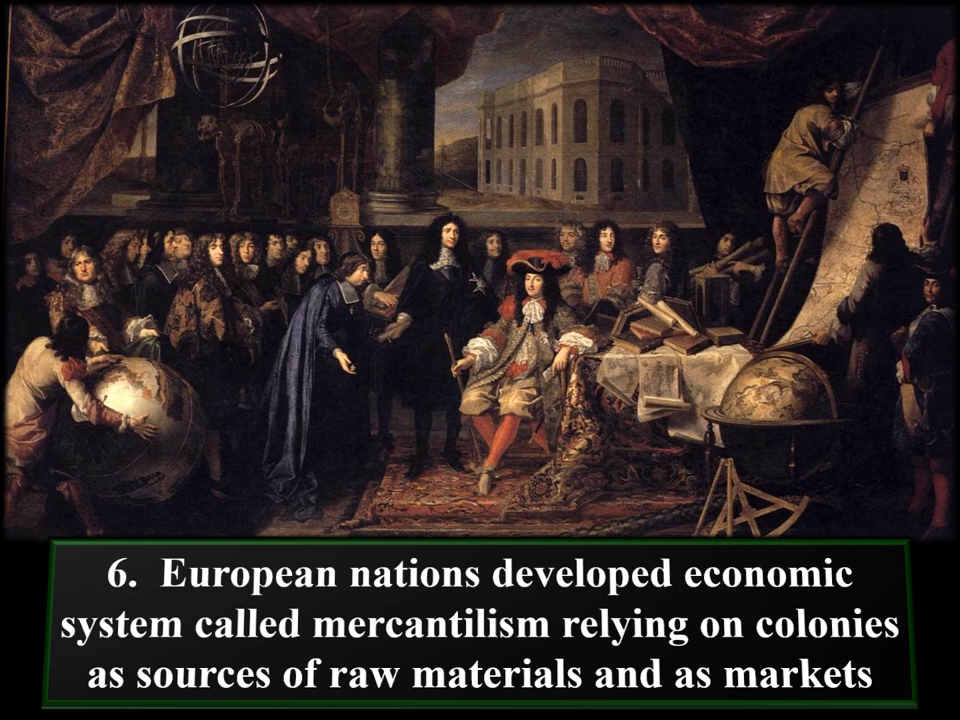 6. European nations developed economic
system called mercantilism relying on colonies
as sources of raw materials and as markets